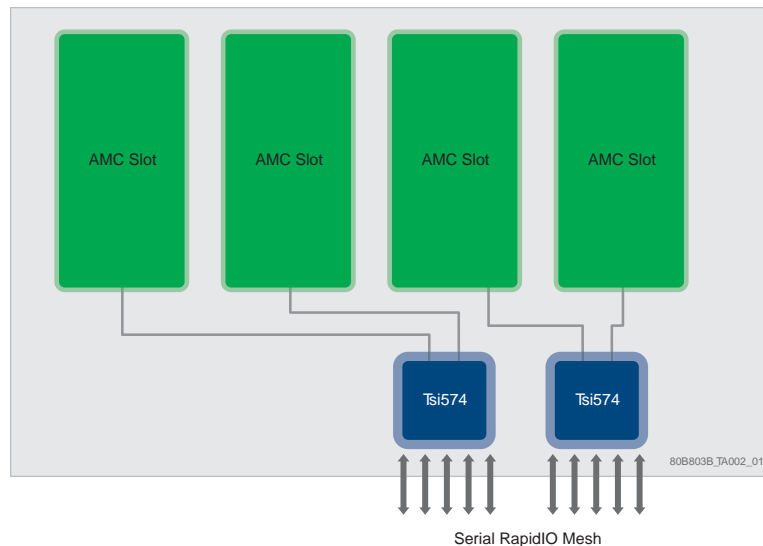 AMC Slot
AMC Slot
AMC Slot
AMC Slot
Tsi574
Tsi574
80B803B_TA002_01
Serial RapidIO Mesh